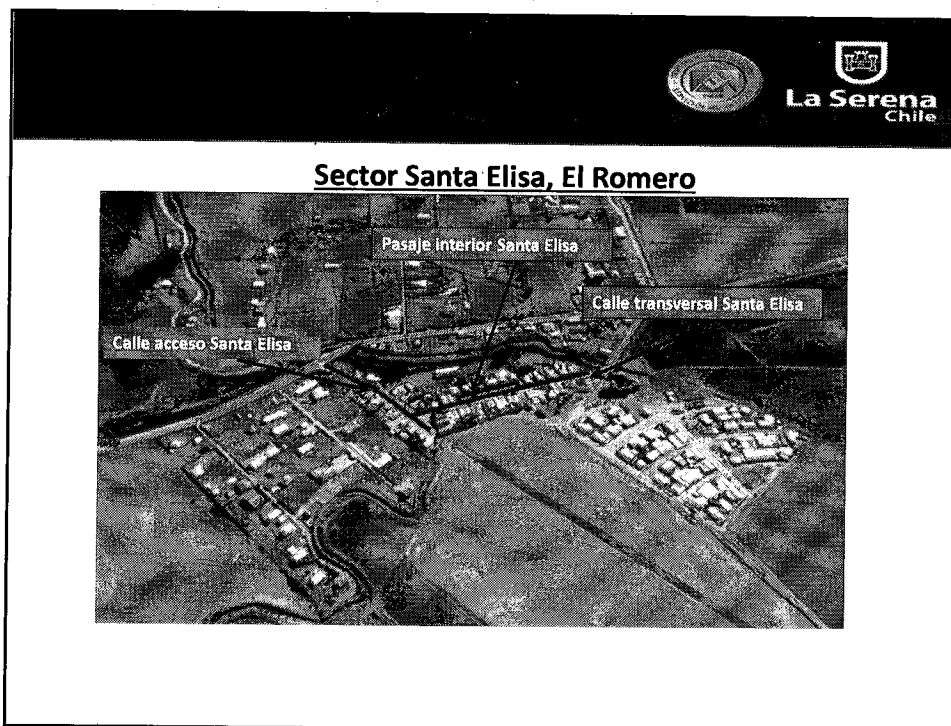 La Serena
Chile
Sector Santa Elisa, El Romero
Pasaje interior Santa Elisa
Calle transversal Santa Elisa
Calle acceso Santa Elisa